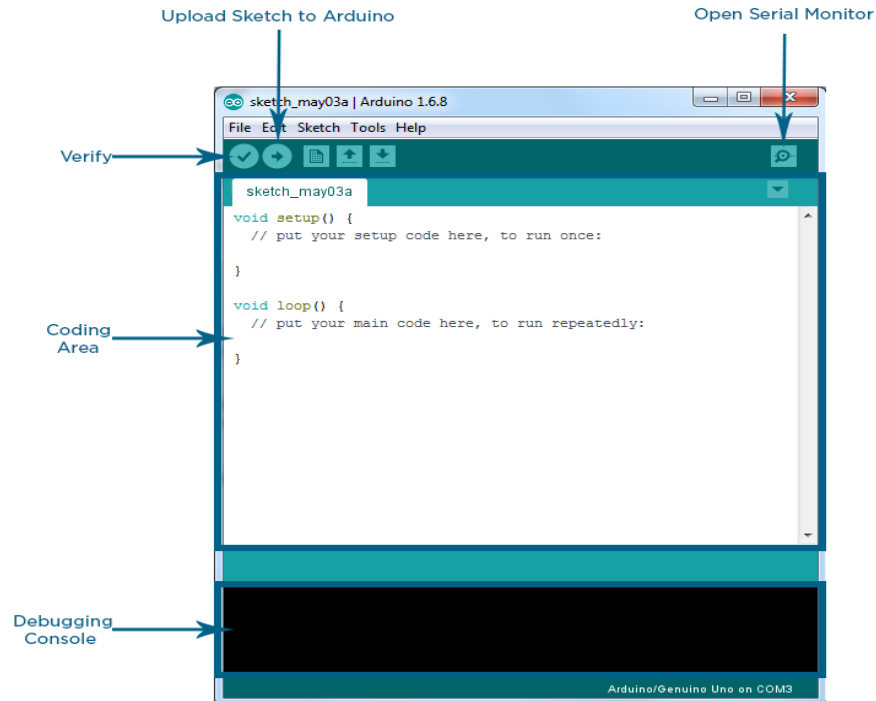 Upload Sketch to Arduino
Open Serial Monitor
sketch_may03a | Arduino 1.6.8
File Edit Sketch Tools Help
Verify
sketch_may03a
void setup() {
// put your setup code here, to run once:
}
void loop() {
// put your main code here, to run repeatedly:
}
Coding
Area
Debugging
Console
Arduino/Genuino Uno on COM3